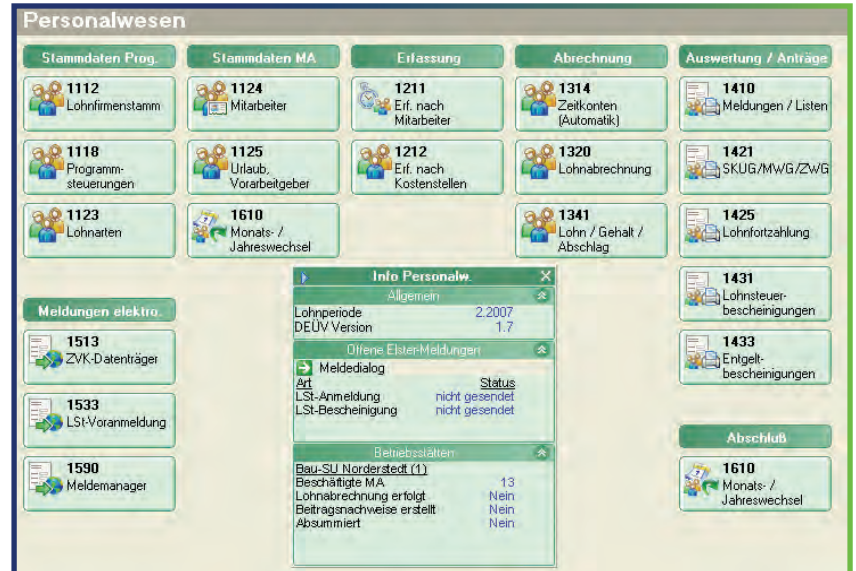 Personalwesen
Stammdaten Prog.
1112
Lohnfirmenstamm
1118
Programm-
steuerungen
1123
Lohnarten
Stammdaten MA
1124
Mitarbeiter
1125
Urlaub,
Vorarbeitgeber
1610
Monats- /
Jahreswechsel
Erfassung
1211
Erf. nach
Mitarbeiter
1212
Erf. nach
Kostenstellen
Abrechnung
1314
Zeitkonten
(Automatik)
1320
Lohnabrechnung
1341
Lohn / Gehalt /
Abschlag
Auswertung / Anträge
1410
Meldungen / Listen
1421
SKUG/MWG/ZWG
1425
Lohnfortzahlung
1431
Lohnsteuer-
bescheinigungen
1433
Entgelt-
bescheinigungen
Meldungen elektro.
1513
ZVK-Datenträger
1533
LSt-Voranmeldung
1590
Meldemanager
Info Personalw. X
Allgemein
Lohnperiode 2.2007
DEÜV Version 1.7
Offene Elster-Meldungen
Meldedialog
Art Status
LSt-Anmeldung nicht gesendet
LSt-Bescheinigung nicht gesendet
Betriebsstätten
Bau-SU Norderstedt (1)
Beschäftigte MA 13
Lohnabrechnung erfolgt Nein
Beitragsnachweise erstellt Nein
Absummiert Nein
Abschluß
1610
Monats- /
Jahreswechsel